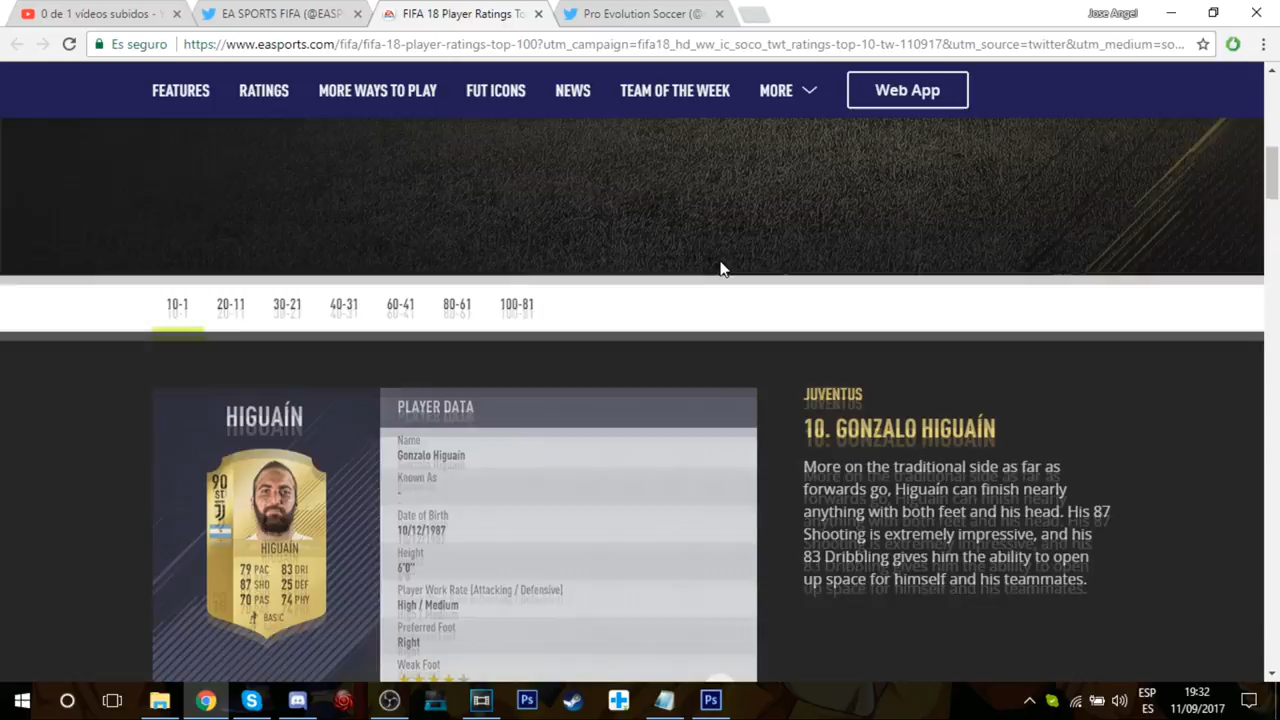 0 de 1 vídeos subidos - Y
EA SPORTS FIFA (@EASP
FIFA 18 Player Ratings To
Pro Evolution Soccer (@
Jose Angel
Es seguro
https://www.easports.com/fifa/fifa-18-player-ratings-top-100?utm_campaign=fifa18_hd_ww_ic_soco_twt_ratings-top-10-tw-110917&utm_source=twitter&utm_medium=so...
FEATURES RATINGS MORE WAYS TO PLAY FUT ICONS NEWS TEAM OF THE WEEK MORE Web App
10-1 20-11 30-21 40-31 60-41 80-61 100-81
HIGUAÍN
90
ST
HIGUAÍN
79 PAC 83 DRI
87 SHO 25 DEF
70 PAS 74 PHY
BASIC
PLAYER DATA
Name
Gonzalo Higuaín
Known As
-
Date of Birth
10/12/1987
Height
6'0"
Player Work Rate (Attacking / Defensive)
High / Medium
Preferred Foot
Right
Weak Foot
JUVENTUS
10. GONZALO HIGUAÍN
More on the traditional side as far as
forwards go, Higuaín can finish nearly
anything with both feet and his head. His 87
Shooting is extremely impressive, and his
83 Dribbling gives him the ability to open
up space for himself and his teammates.
ESP
ES
19:32
11/09/2017